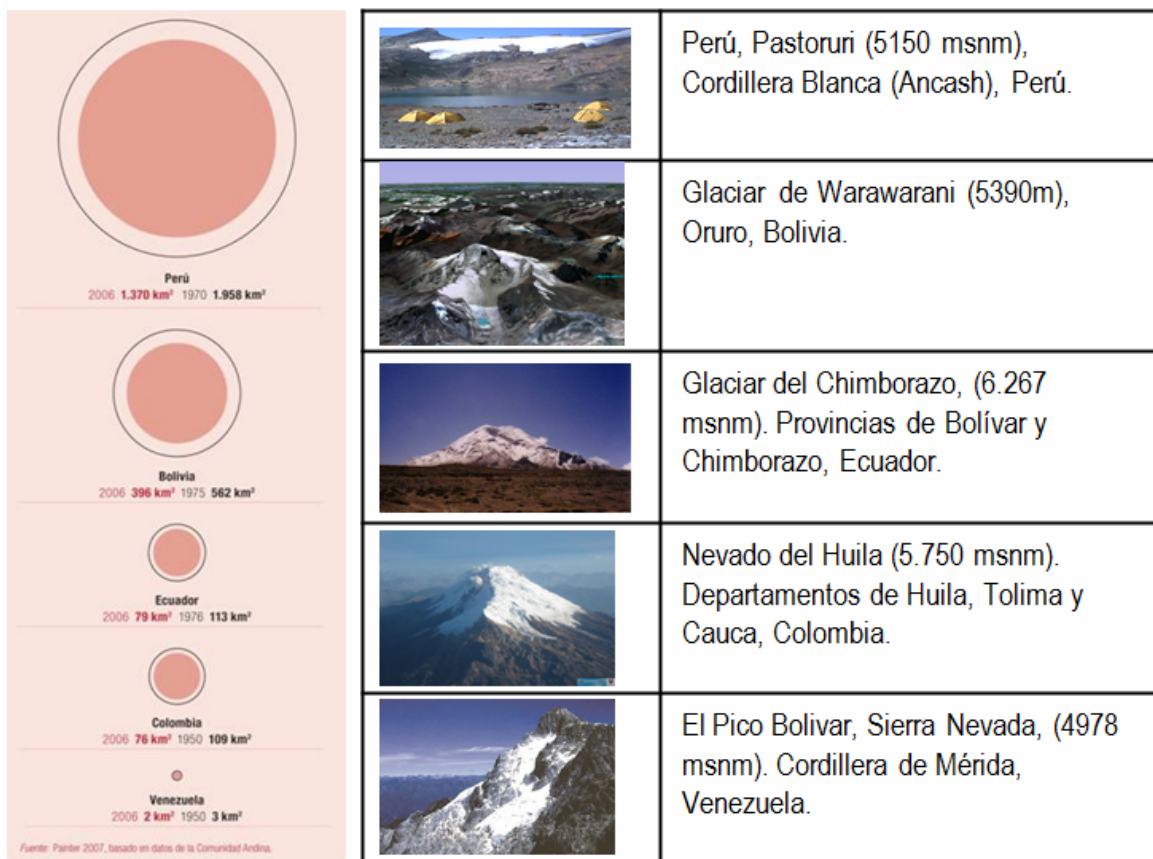 Perú
2006 1.370 km² 1970 1.958 km²
Bolivia
2006 396 km² 1975 562 km²
Ecuador
2006 79 km² 1976 113 km²
Colombia
2006 76 km² 1950 109 km²
Venezuela
2006 2 km² 1950 3 km²
Fuente: Painter 2007, basado en datos de la Comunidad Andina.
Perú, Pastoruri (5150 msnm),
Cordillera Blanca (Ancash), Perú.
Glaciar de Warawarani (5390m),
Oruro, Bolivia.
Glaciar del Chimborazo, (6.267
msnm). Provincias de Bolívar y
Chimborazo, Ecuador.
Nevado del Huila (5.750 msnm).
Departamentos de Huila, Tolima y
Cauca, Colombia.
El Pico Bolivar, Sierra Nevada, (4978
msnm). Cordillera de Mérida,
Venezuela.